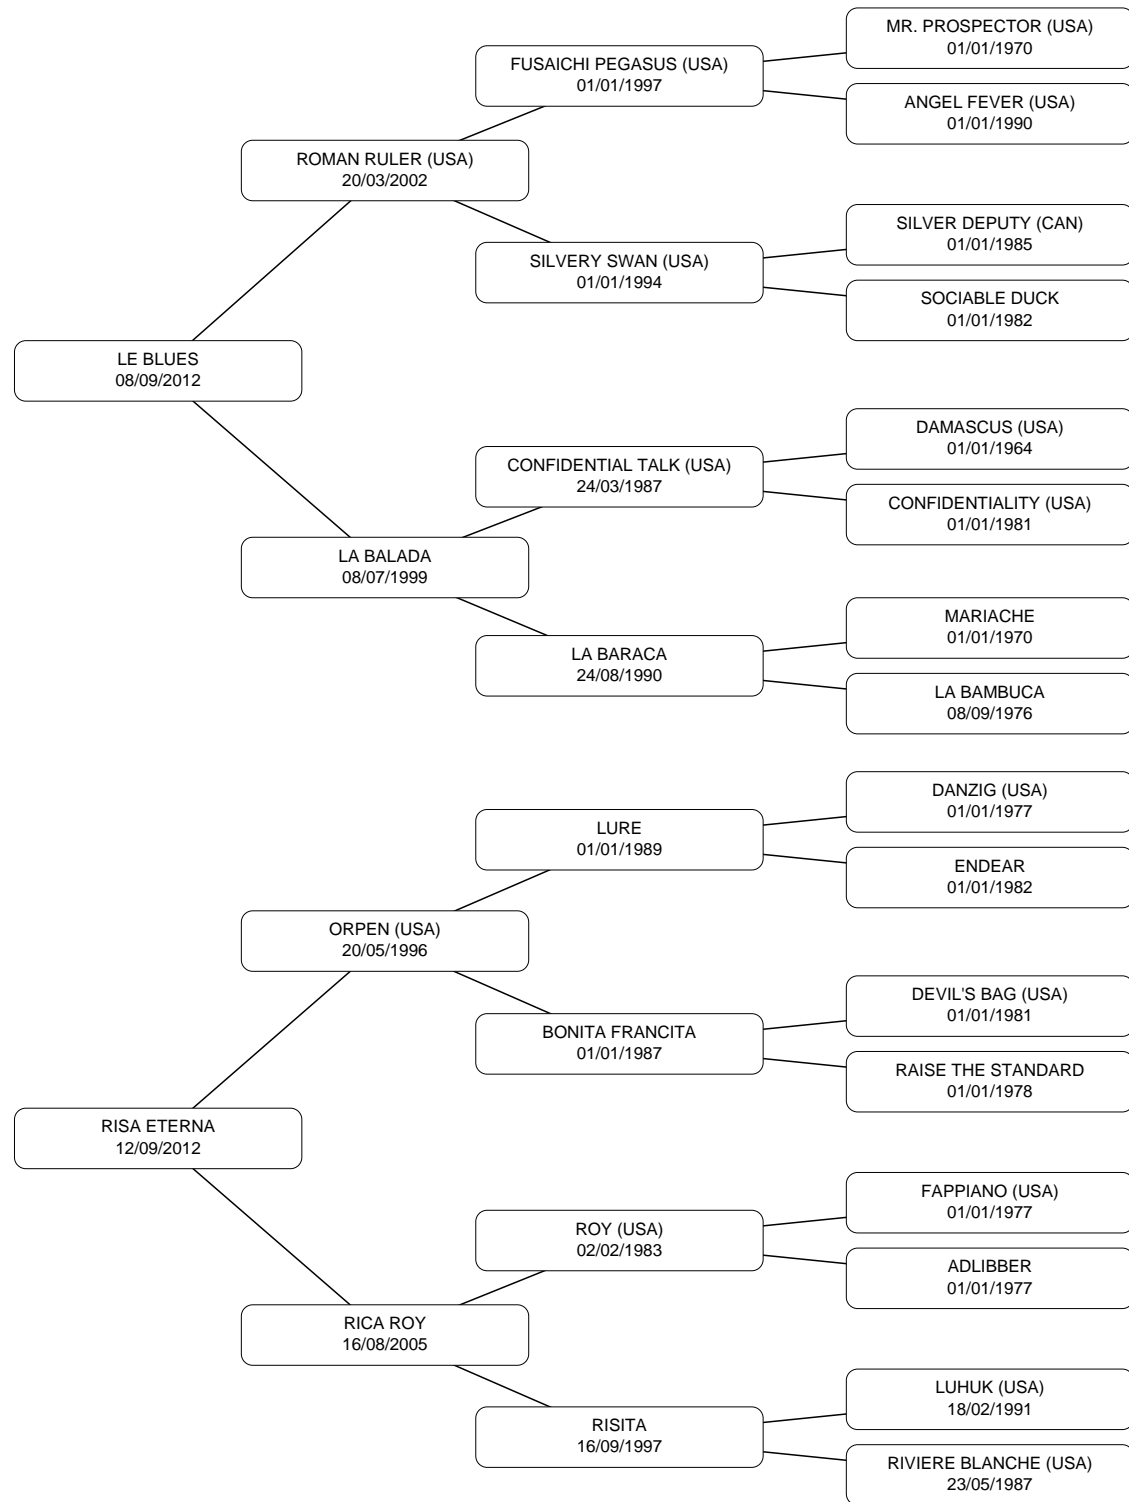 MR. PROSPECTOR (USA)
01/01/1970
FUSAICHI PEGASUS (USA)
01/01/1997
ANGEL FEVER (USA)
01/01/1990
ROMAN RULER (USA)
20/03/2002
SILVER DEPUTY (CAN)
01/01/1985
SILVERY SWAN (USA)
01/01/1994
SOCIABLE DUCK
01/01/1982
LE BLUES
08/09/2012
DAMASCUS (USA)
01/01/1964
CONFIDENTIAL TALK (USA)
24/03/1987
CONFIDENTIALITY (USA)
01/01/1981
LA BALADA
08/07/1999
MARIACHE
01/01/1970
LA BARACA
24/08/1990
LA BAMBUCA
08/09/1976
DANZIG (USA)
01/01/1977
LURE
01/01/1989
ENDEAR
01/01/1982
ORPEN (USA)
20/05/1996
DEVIL'S BAG (USA)
01/01/1981
BONITA FRANCITA
01/01/1987
RAISE THE STANDARD
01/01/1978
RISA ETERNA
12/09/2012
FAPPIANO (USA)
01/01/1977
ROY (USA)
02/02/1983
ADLIBBER
01/01/1977
RICA ROY
16/08/2005
LUHUK (USA)
18/02/1991
RISITA
16/09/1997
RIVIERE BLANCHE (USA)
23/05/1987